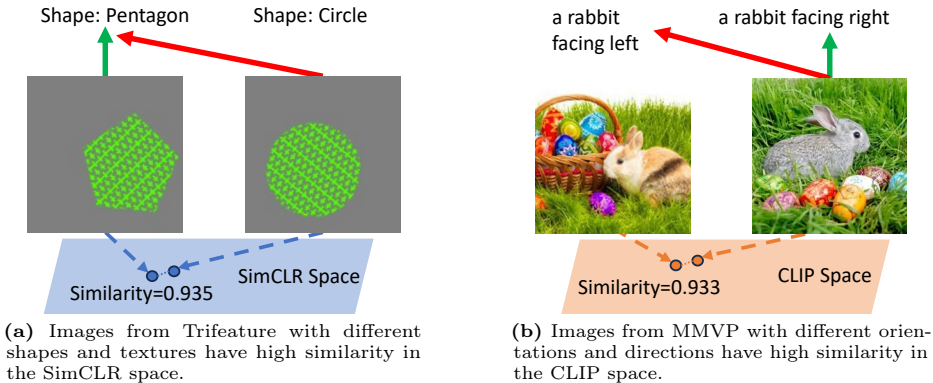 Shape: Pentagon
Shape: Circle
SimCLR Space
Similarity=0.935
(a) Images from Trifeature with different
shapes and textures have high similarity in
the SimCLR space.
a rabbit
facing left
a rabbit facing right
CLIP Space
Similarity=0.933
(b) Images from MMVP with different orien-
tations and directions have high similarity in
the CLIP space.